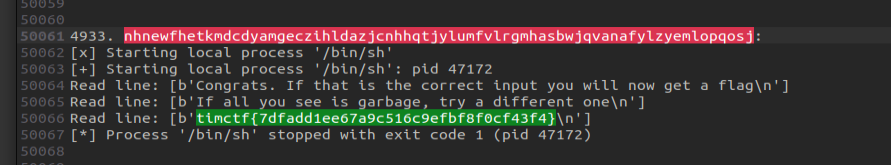 50059
50060
50061 4933. nhnewfhetkmdcdyamgeczihldazjcnhhqtjylumfvlrgmhasbwjqvanafylzyemlopqosj:
50062 [x] Starting local process '/bin/sh'
50063 [+] Starting local process '/bin/sh': pid 47172
50064 Read line: [b'Congrats. If that is the correct input you will now get a flag\n']
50065 Read line: [b'If all you see is garbage, try a different one\n']
50066 Read line: [b'timctf{7dfadd1ee67a9c516c9efbf8f0cf43f4}\n']
50067 [*] Process '/bin/sh' stopped with exit code 1 (pid 47172)
50068